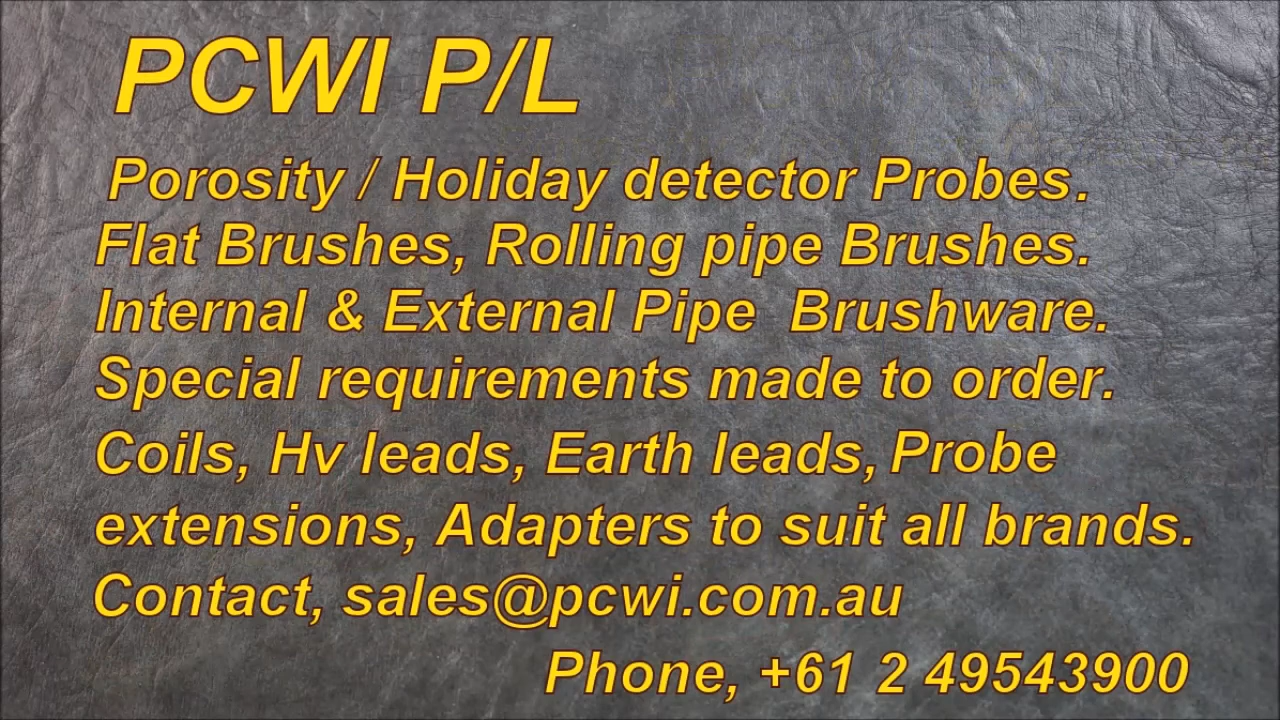 PCWI P/L
Porosity / Holiday detector Probes.
Flat Brushes, Rolling pipe Brushes.
Internal & External Pipe  Brushware.
Special requirements made to order.
Coils, Hv leads, Earth leads, Probe
extensions, Adapters to suit all brands.
Contact, sales@pcwi.com.au
Phone, +61 2 49543900